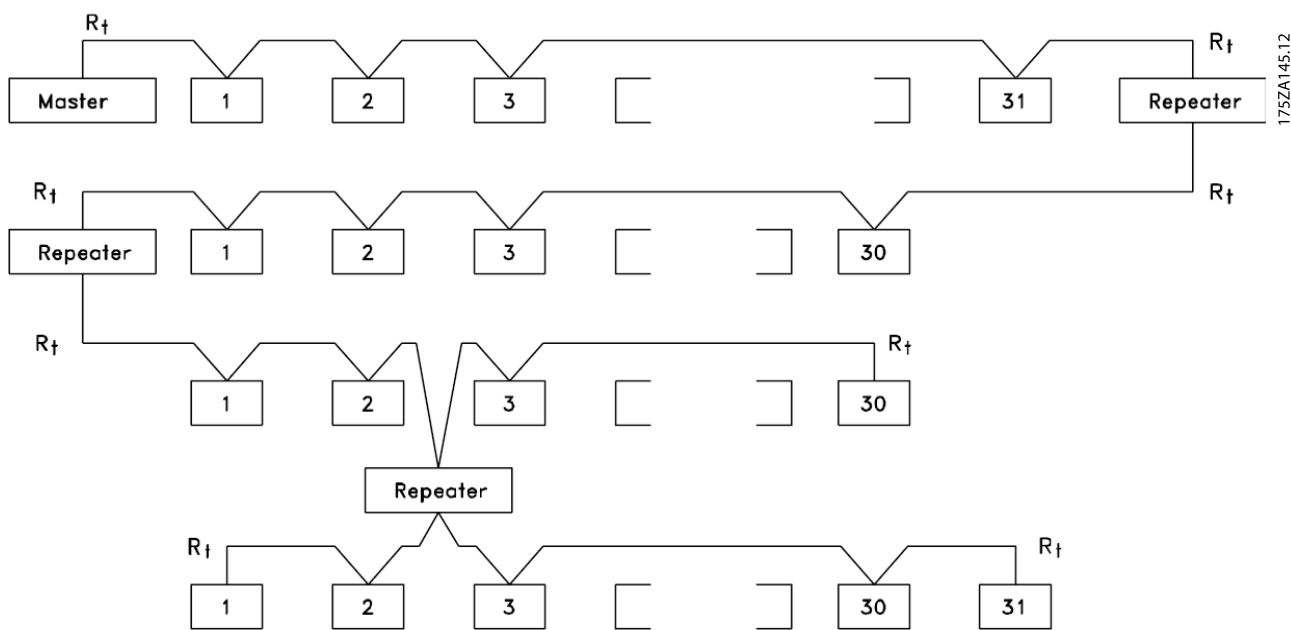 Rt Rt
Master 1 2 3 31 Repeater
175ZA145.12
Rt Rt
Repeater 1 2 3 30
Rt Rt
1 2 3 30
Repeater
Rt Rt
1 2 3 30 31